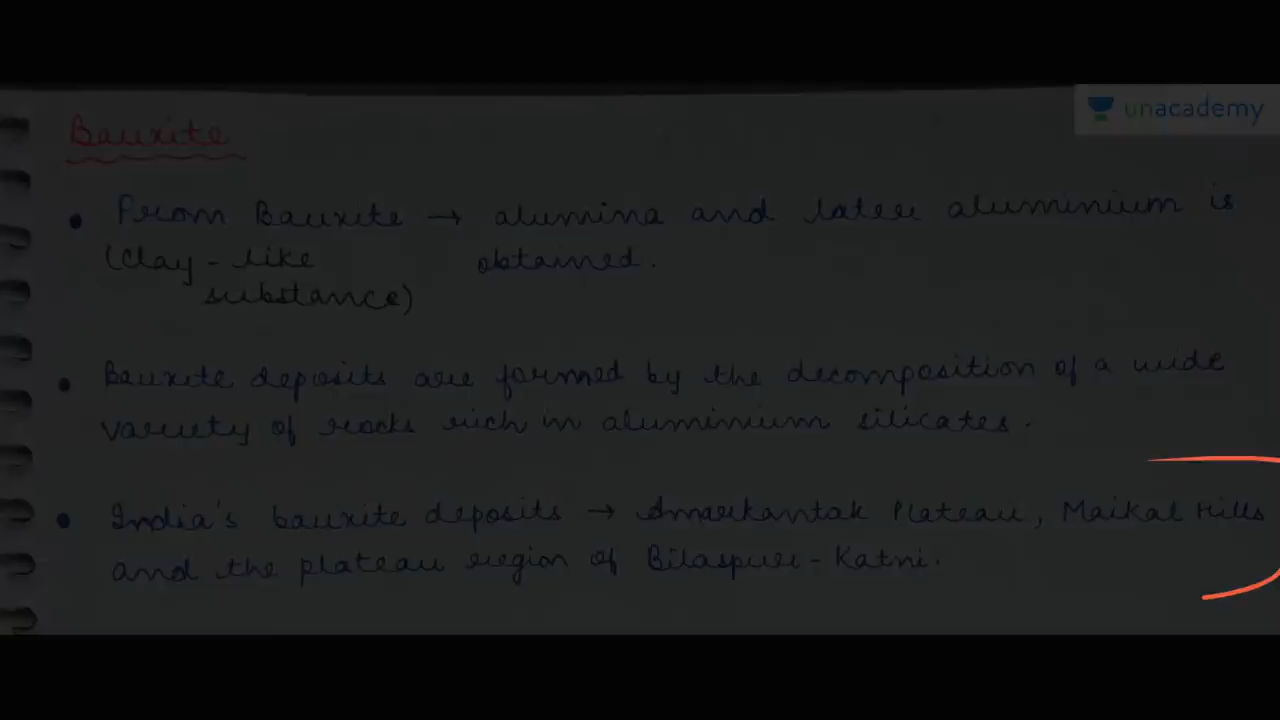 unacademy
Bauxite
• From Bauxite → alumina and later aluminium is
(Clay-like obtained.
substance)
• Bauxite deposits are formed by the decomposition of a wide
variety of rocks rich in aluminium silicates.
• India's bauxite deposits → Amarkantak Plateau, Maikal Hills
and the plateau region of Bilaspur-Katni.